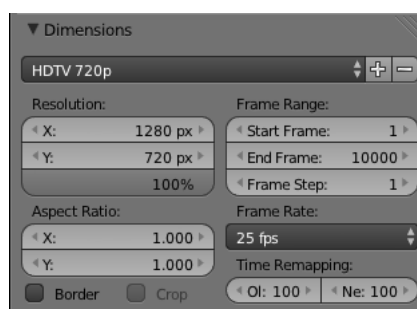 Dimensions
HDTV 720p
Resolution:
X: 1280 px
Y: 720 px
100%
Aspect Ratio:
X: 1.000
Y: 1.000
Border Crop
Frame Range:
Start Frame: 1
End Frame: 10000
Frame Step: 1
Frame Rate:
25 fps
Time Remapping:
Ol: 100 Ne: 100